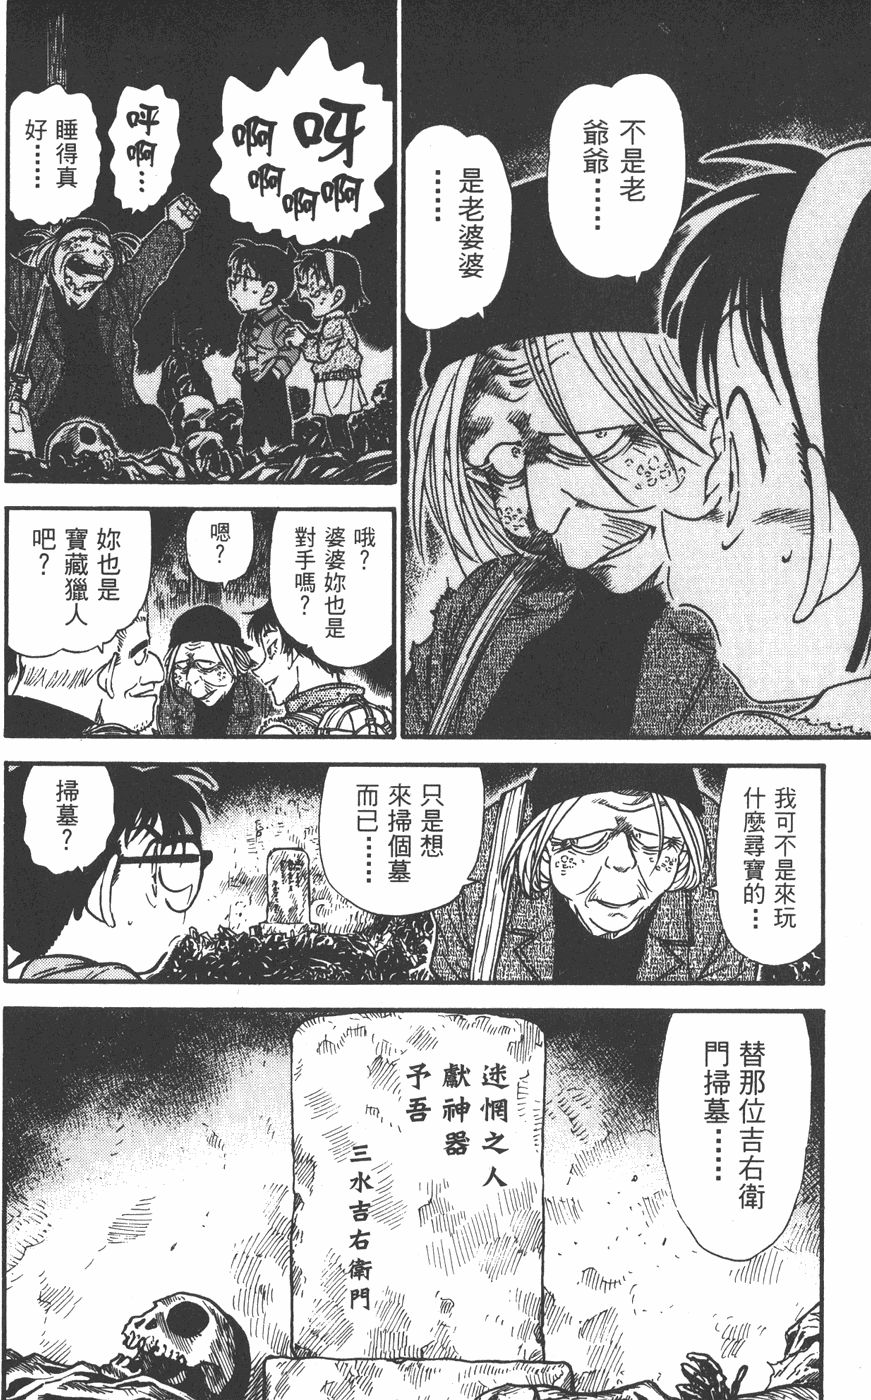 不是老
爺爺……
是老婆婆
……
呀
啊啊
啊
啊
呼啊…
睡得真
好……
哦？
婆婆妳也是
對手嗎？
嗯？
妳也是
寶藏獵人
吧？
我可不是來玩
什麼尋寶的…
只是想
來掃個墓
而已……
掃墓？
替那位吉右衛
門掃墓……
迷惘之人
獻神器
予吾
三水吉右衛門